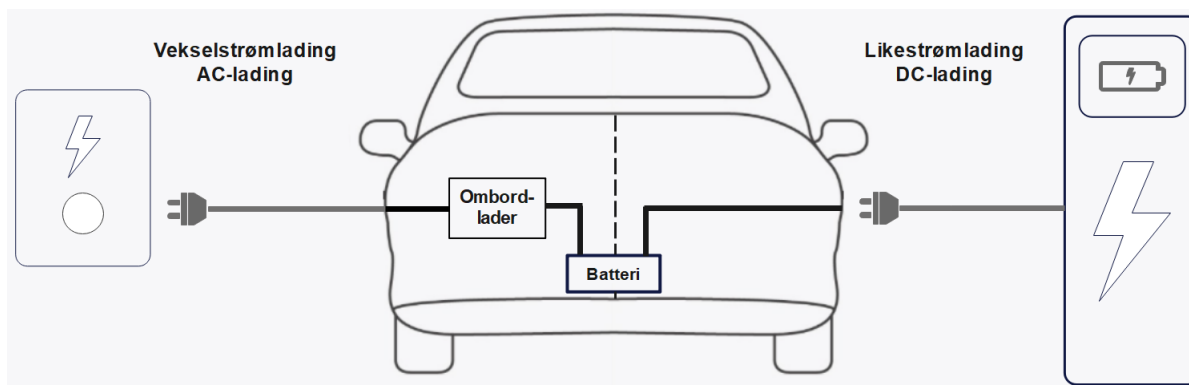 Vekselstrømlading
AC-lading
Likestrømlading
DC-lading
Ombord-
lader
Batteri